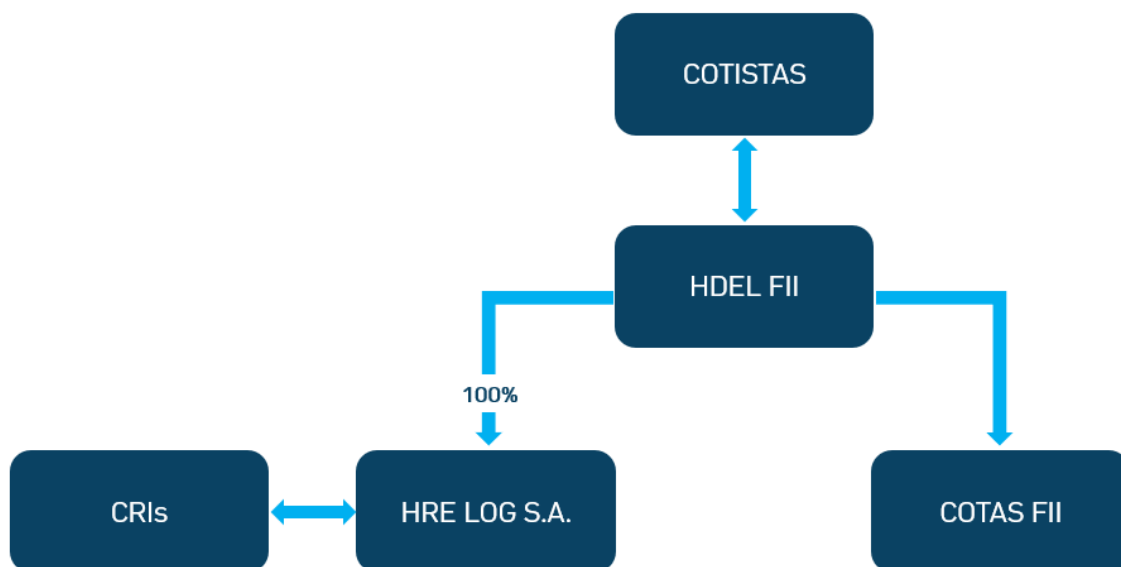 COTISTAS
HDEL FII
100%
CRIs
HRE LOG S.A.
COTAS FII